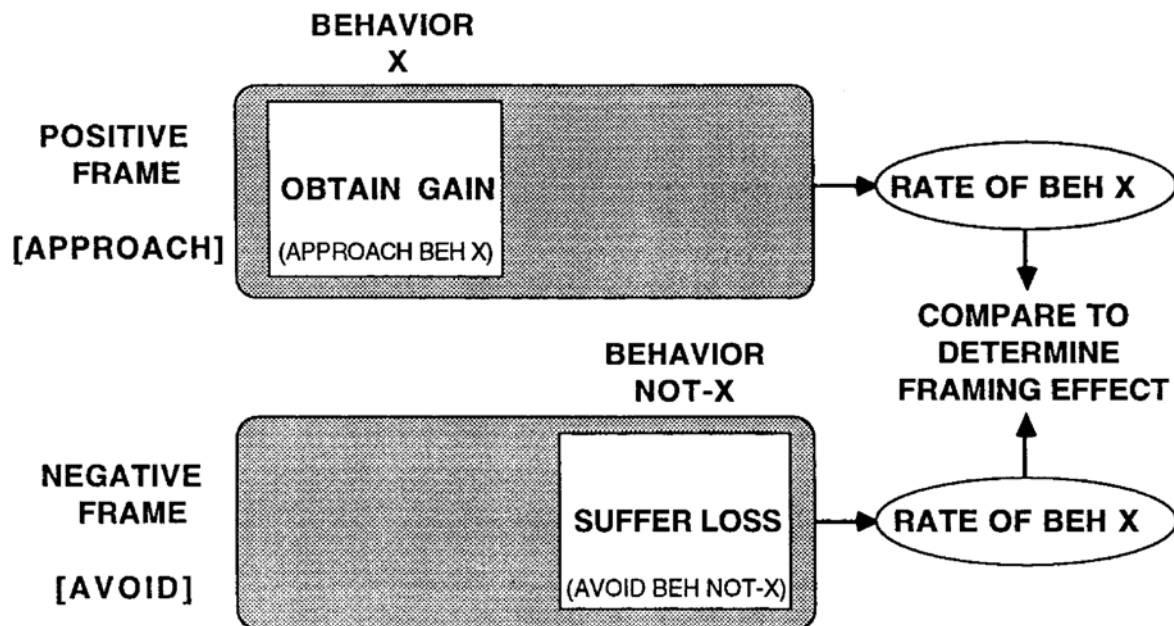 BEHAVIOR
X
POSITIVE
FRAME
[APPROACH]
OBTAIN GAIN
(APPROACH BEH X)
RATE OF BEH X
COMPARE TO
DETERMINE
FRAMING EFFECT
BEHAVIOR
NOT-X
NEGATIVE
FRAME
[AVOID]
SUFFER LOSS
(AVOID BEH NOT-X)
RATE OF BEH X